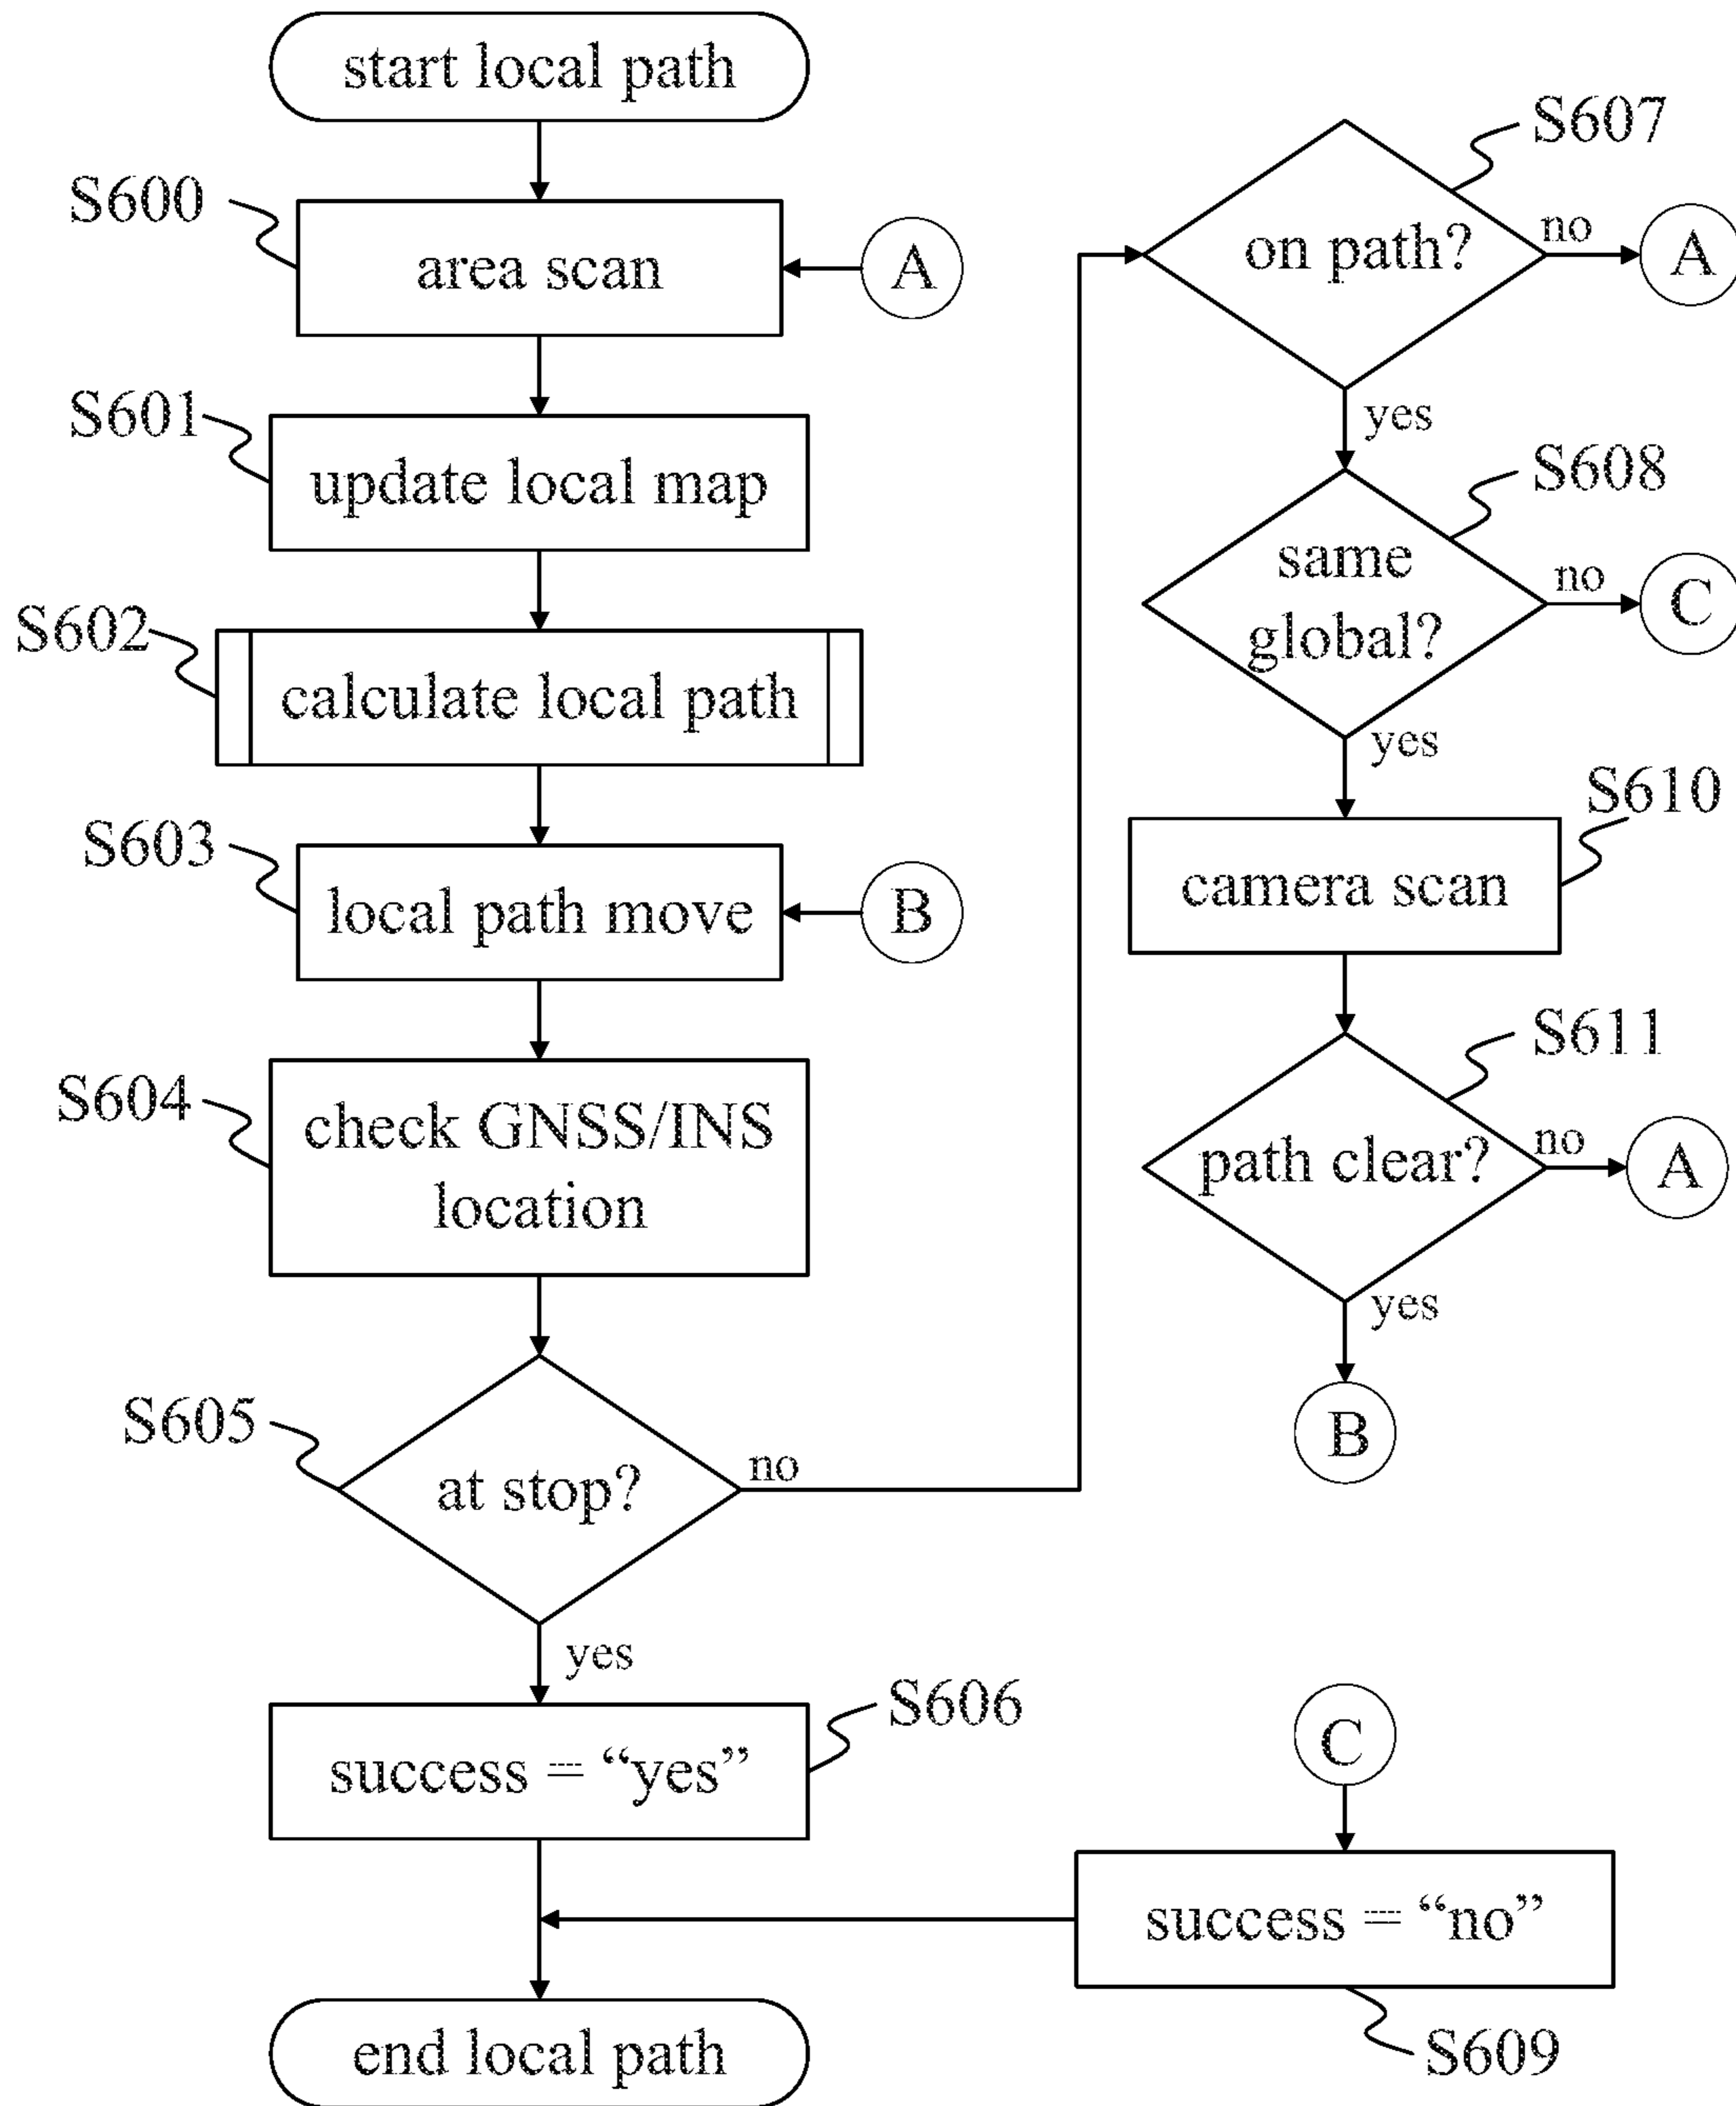 start local path
S600
area scan
A
S601
update local map
S602
calculate local path
S603
local path move
B
S604
check GNSS/INS
location
S605
at stop?
no
yes
S606
success = “yes”
end local path
S607
on path?
no
A
yes
S608
same
global?
no
C
yes
S610
camera scan
S611
path clear?
no
A
yes
B
C
success = “no”
S609